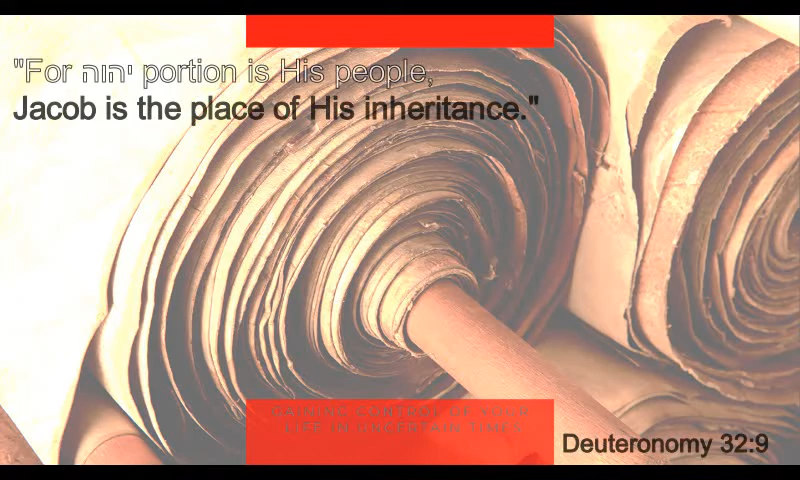 "For יהוה portion is His people,
Jacob is the place of His inheritance."
GAINING CONTROL OF YOUR
LIFE IN UNCERTAIN TIMES
Deuteronomy 32:9